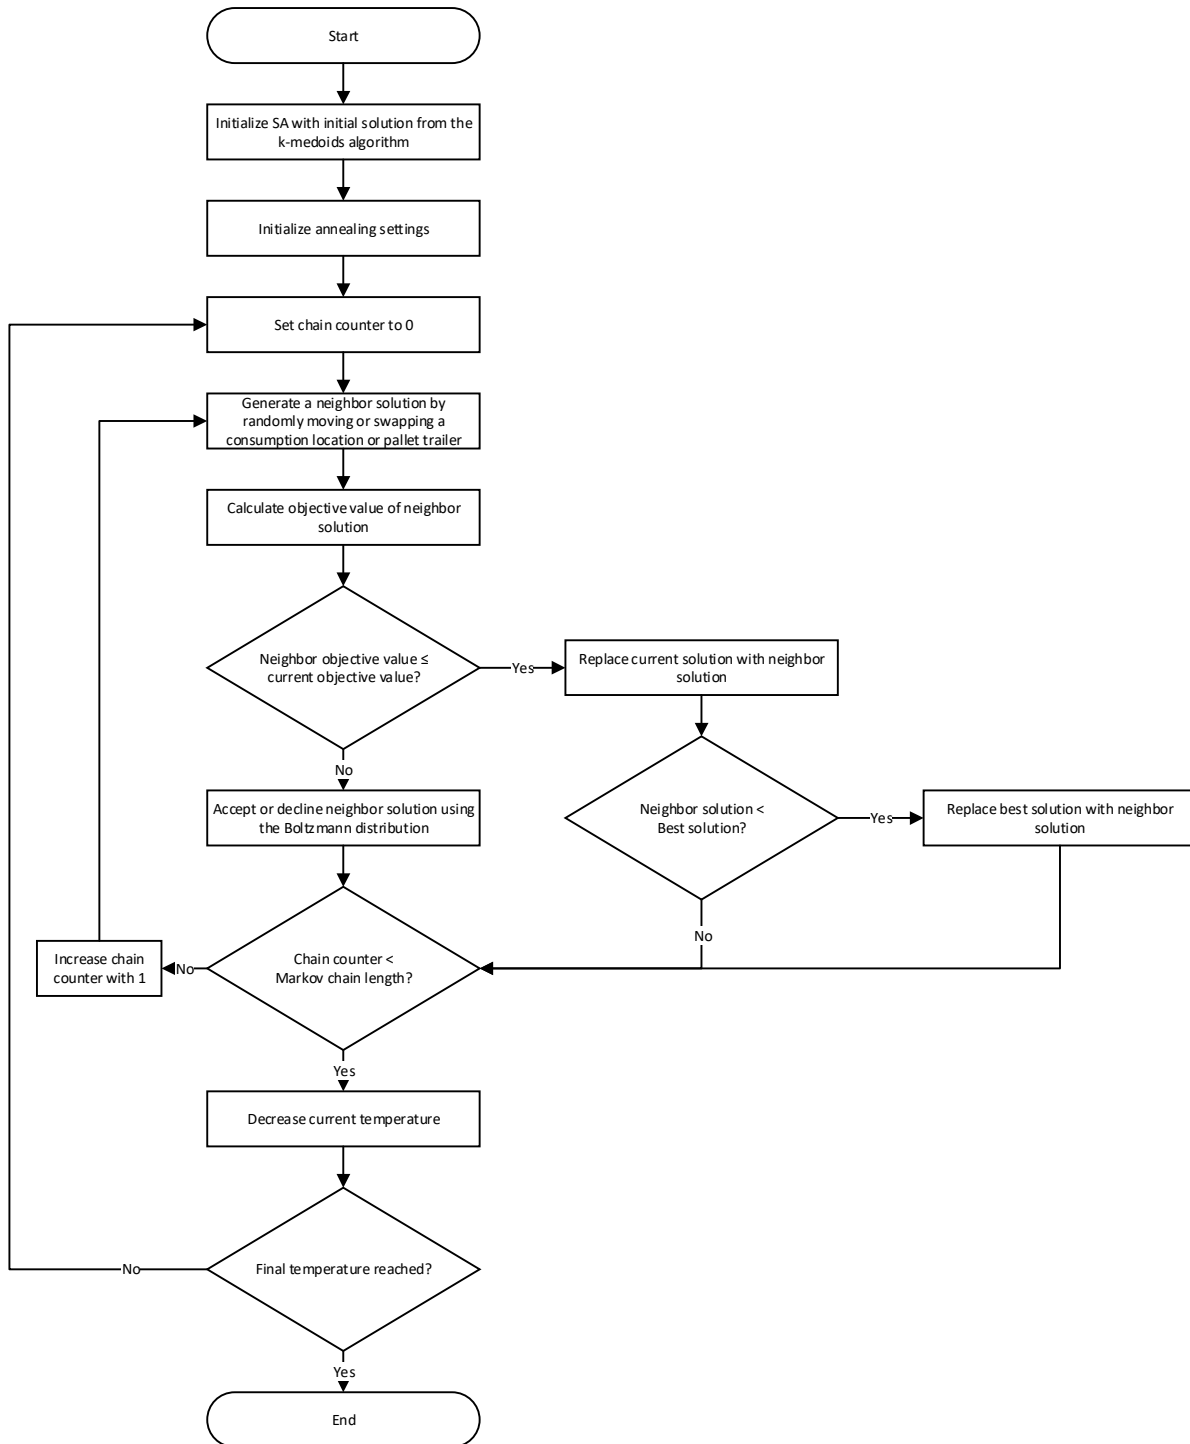 Start
Initialize SA with initial solution from the
k-medoids algorithm
Initialize annealing settings
Set chain counter to 0
Generate a neighbor solution by
randomly moving or swapping a
consumption location or pallet trailer
Calculate objective value of neighbor
solution
Neighbor objective value ≤
current objective value?
Yes
Replace current solution with neighbor
solution
No
Accept or decline neighbor solution using
the Boltzmann distribution
Neighbor solution <
Best solution?
Yes
Replace best solution with neighbor
solution
No
Chain counter <
Markov chain length?
No
Increase chain
counter with 1
Yes
Decrease current temperature
Final temperature reached?
No
Yes
End